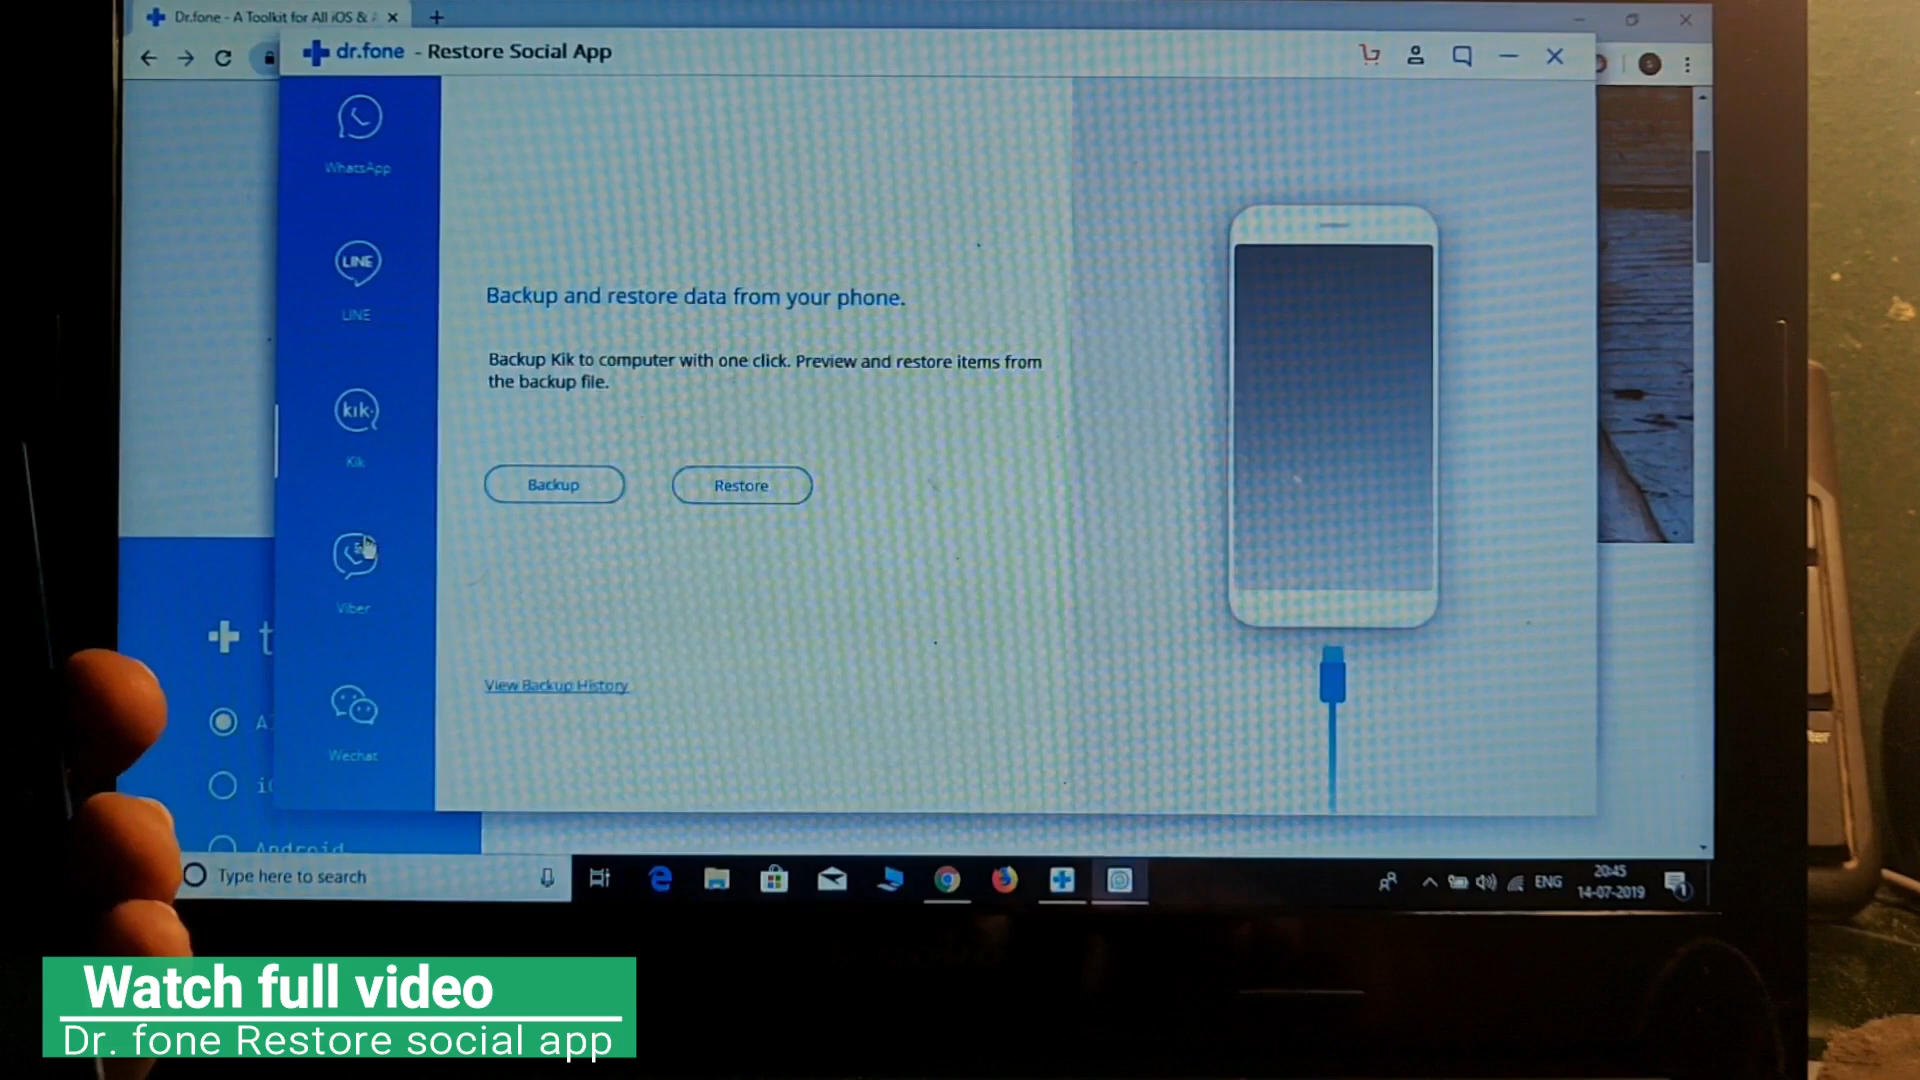 Dr.fone - A Toolkit for All iOS &
dr.fone - Restore Social App
WhatsApp
LINE
LINE
kik
Kik
Viber
Wechat
Backup and restore data from your phone.
Backup Kik to computer with one click. Preview and restore items from
the backup file.
Backup
Restore
View Backup History
Android
Type here to search
ENG
20:45
14-07-2019
1
Watch full video
Dr. fone Restore social app